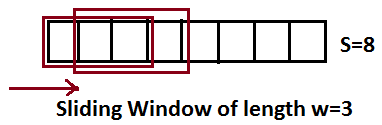 S=8
Sliding Window of length w=3